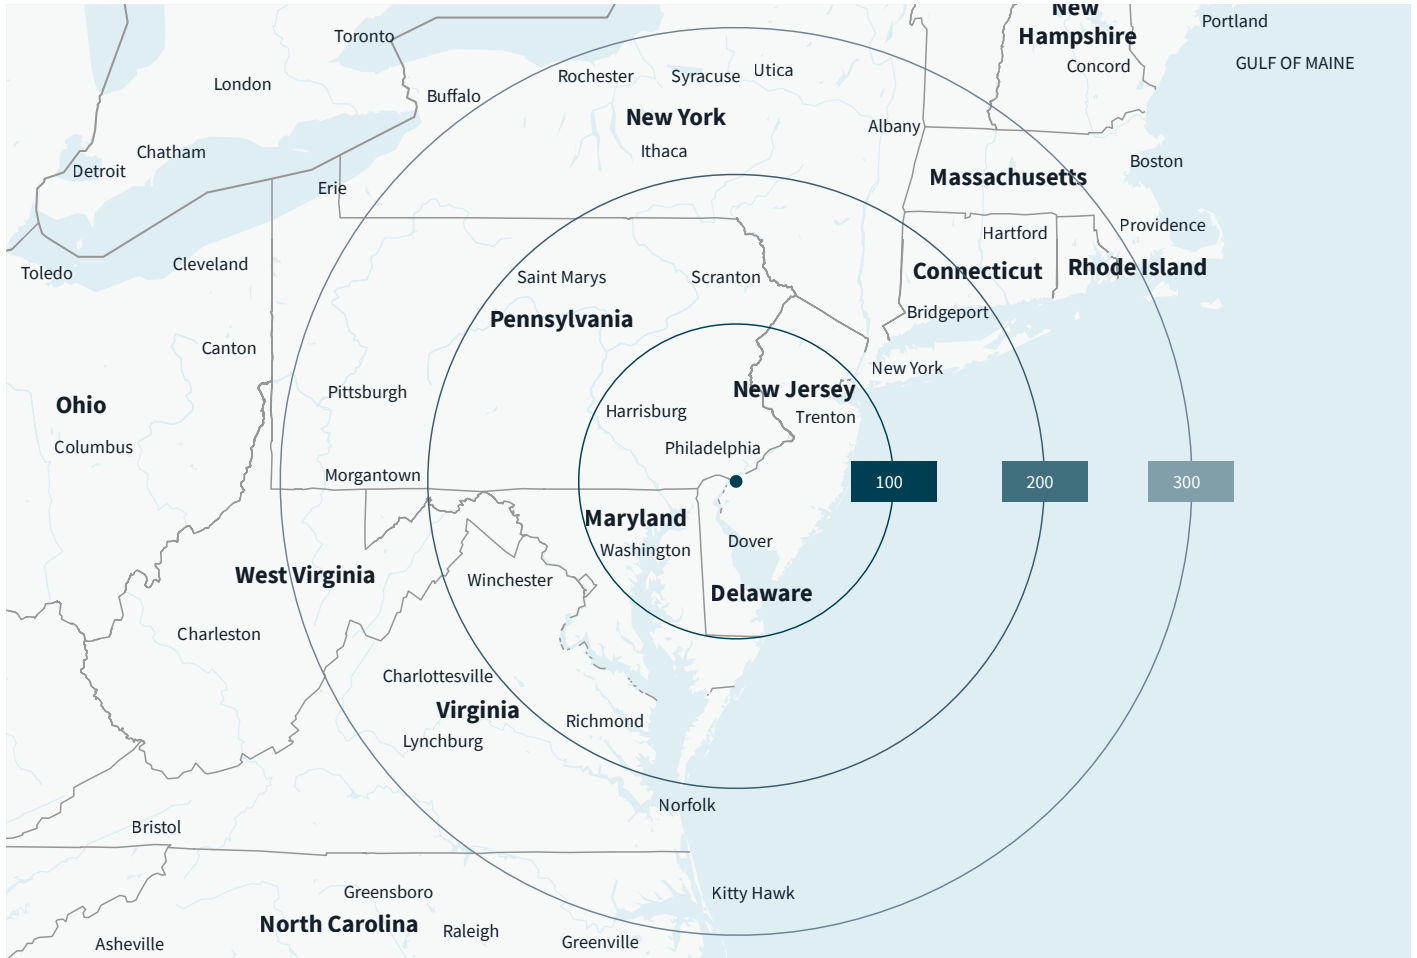 New
Hampshire
Portland
Toronto
GULF OF MAINE
Concord
Rochester
Syracuse
Utica
London
Buffalo
New York
Albany
Chatham
Ithaca
Boston
Detroit
Massachusetts
Erie
Providence
Hartford
Toledo
Cleveland
Connecticut
Rhode Island
Saint Marys
Scranton
Pennsylvania
Bridgeport
Canton
New York
Pittsburgh
New Jersey
Ohio
Harrisburg
Trenton
Columbus
Philadelphia
Morgantown
100
200
300
Maryland
Washington
Dover
West Virginia
Winchester
Delaware
Charleston
Charlottesville
Virginia
Richmond
Lynchburg
Norfolk
Bristol
Greensboro
Kitty Hawk
North Carolina
Raleigh
Asheville
Greenville